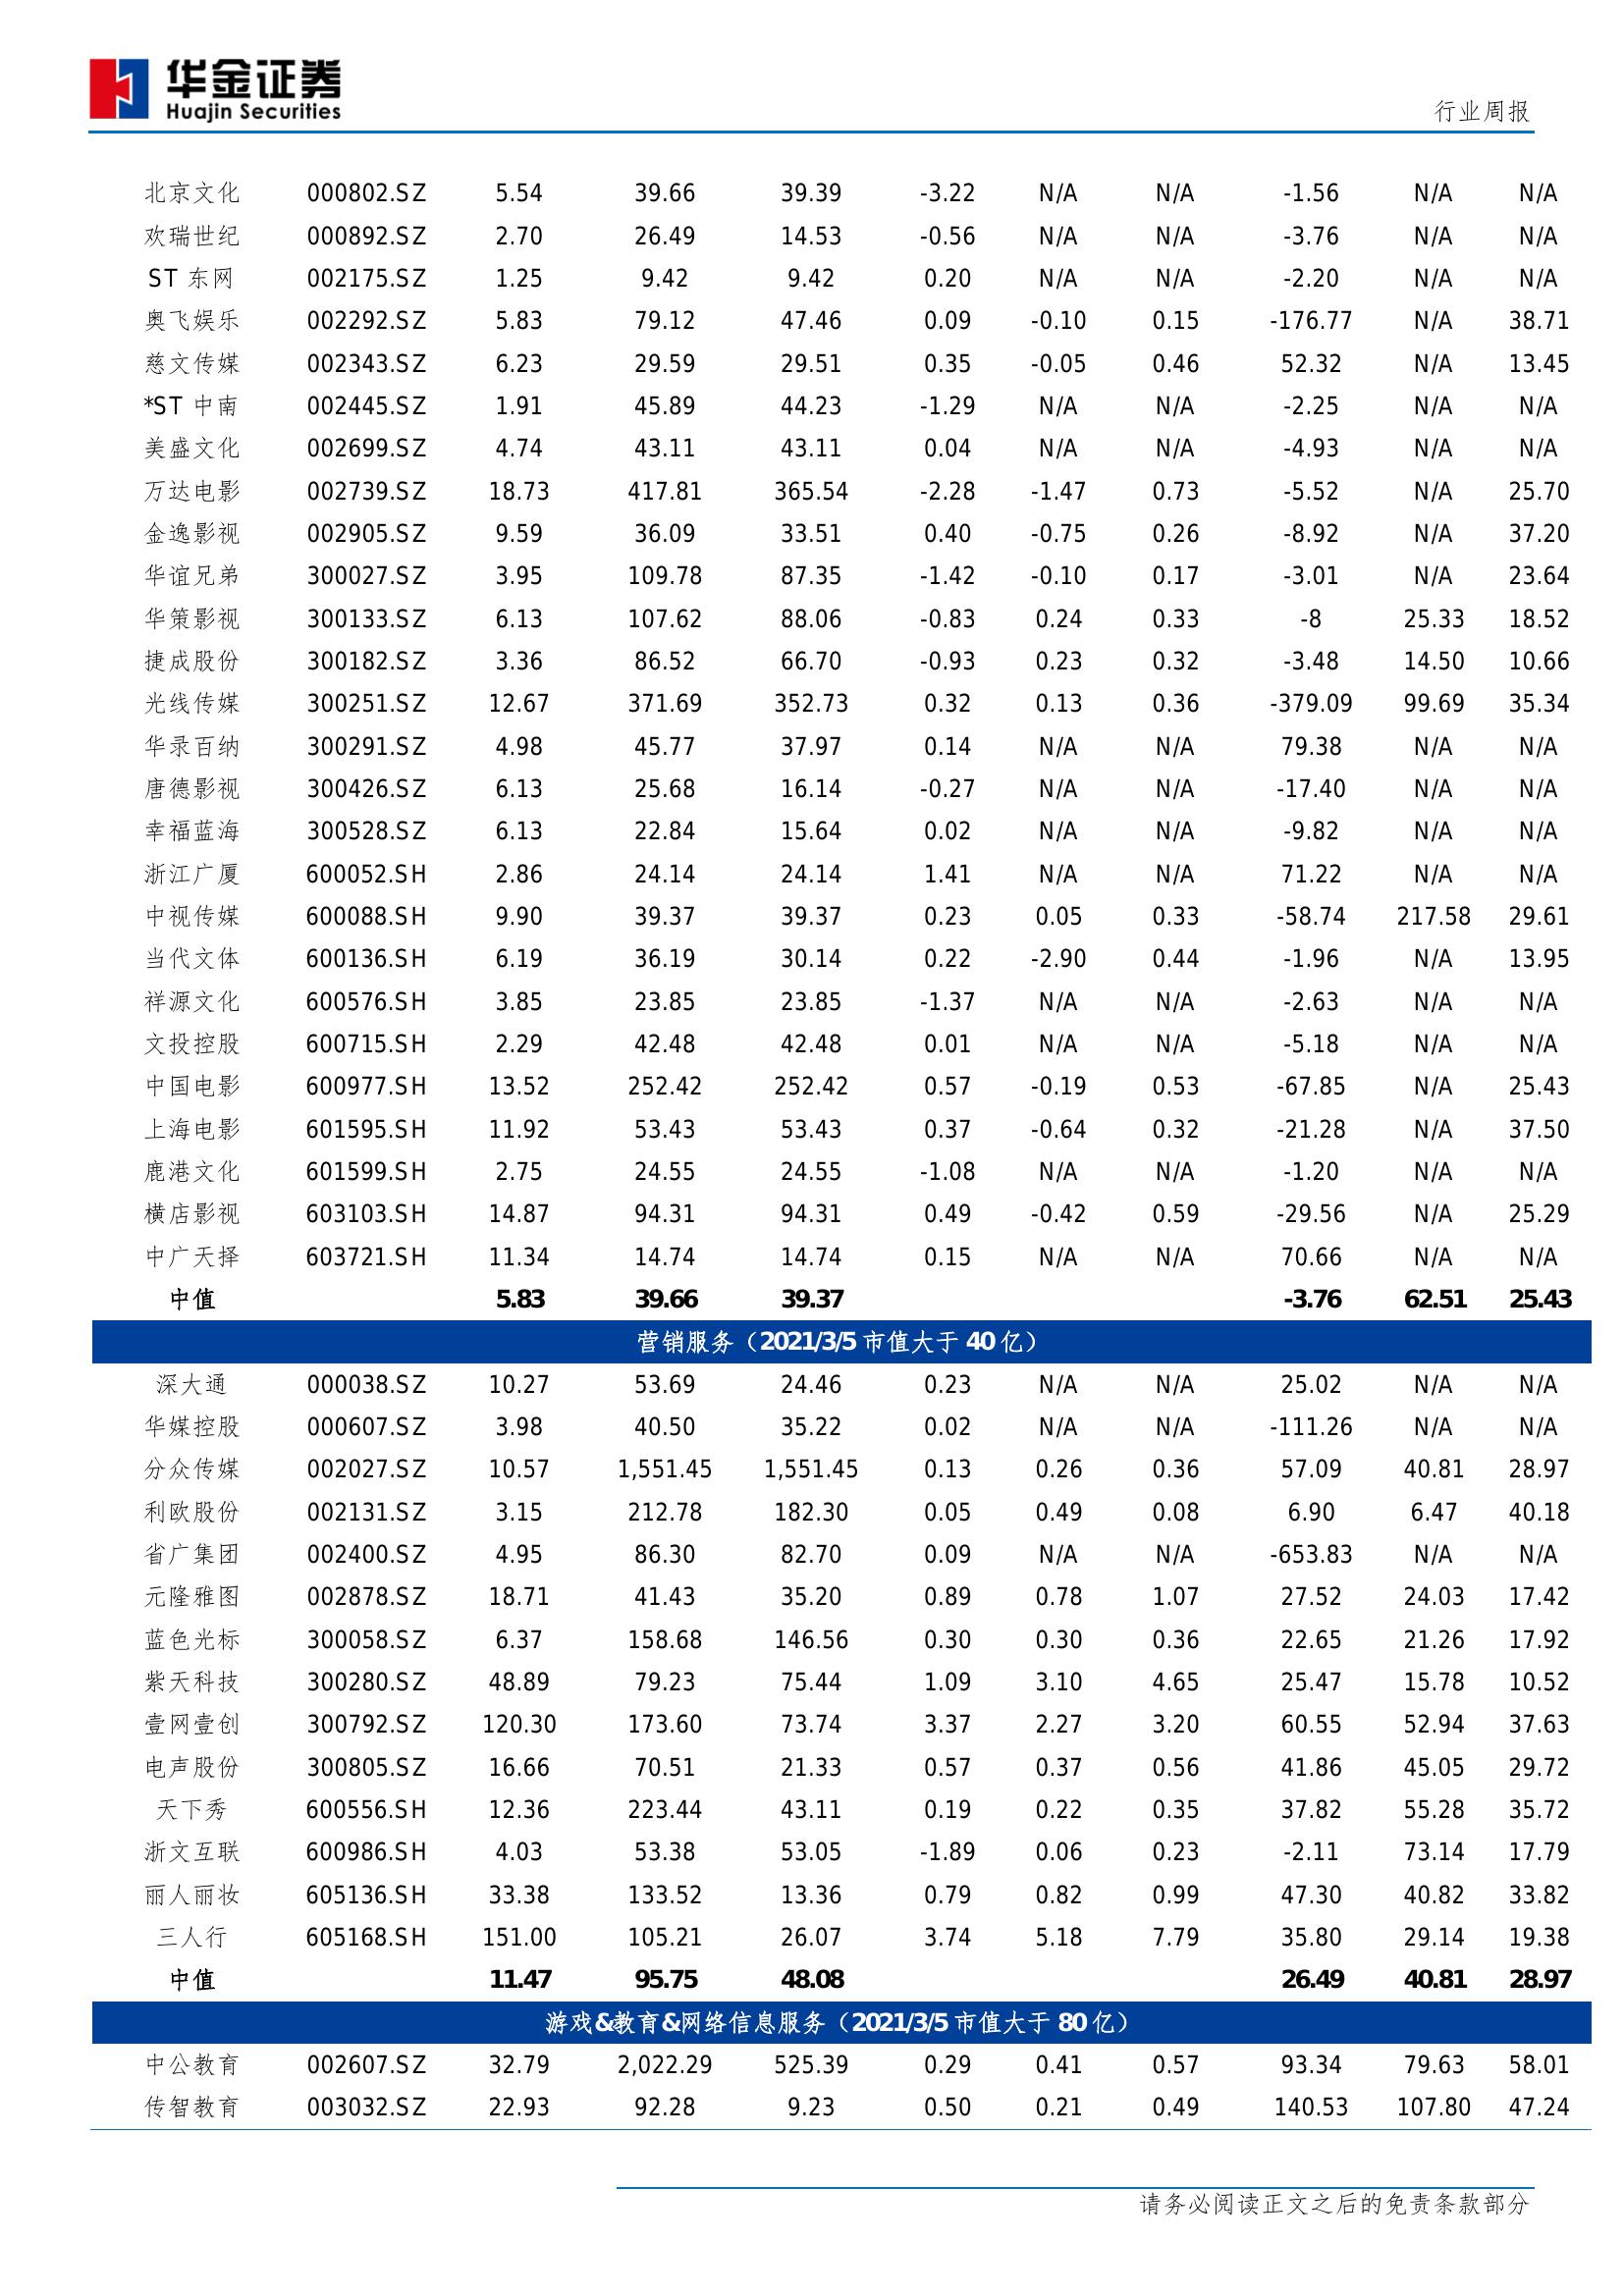 华金证券
Huajin Securities
行业周报
北京文化 000802.SZ 5.54 39.66 39.39 -3.22 N/A N/A -1.56 N/A N/A
欢瑞世纪 000892.SZ 2.70 26.49 14.53 -0.56 N/A N/A -3.76 N/A N/A
ST 东网 002175.SZ 1.25 9.42 9.42 0.20 N/A N/A -2.20 N/A N/A
奥飞娱乐 002292.SZ 5.83 79.12 47.46 0.09 -0.10 0.15 -176.77 N/A 38.71
慈文传媒 002343.SZ 6.23 29.59 29.51 0.35 -0.05 0.46 52.32 N/A 13.45
*ST 中南 002445.SZ 1.91 45.89 44.23 -1.29 N/A N/A -2.25 N/A N/A
美盛文化 002699.SZ 4.74 43.11 43.11 0.04 N/A N/A -4.93 N/A N/A
万达电影 002739.SZ 18.73 417.81 365.54 -2.28 -1.47 0.73 -5.52 N/A 25.70
金逸影视 002905.SZ 9.59 36.09 33.51 0.40 -0.75 0.26 -8.92 N/A 37.20
华谊兄弟 300027.SZ 3.95 109.78 87.35 -1.42 -0.10 0.17 -3.01 N/A 23.64
华策影视 300133.SZ 6.13 107.62 88.06 -0.83 0.24 0.33 -8 25.33 18.52
捷成股份 300182.SZ 3.36 86.52 66.70 -0.93 0.23 0.32 -3.48 14.50 10.66
光线传媒 300251.SZ 12.67 371.69 352.73 0.32 0.13 0.36 -379.09 99.69 35.34
华录百纳 300291.SZ 4.98 45.77 37.97 0.14 N/A N/A 79.38 N/A N/A
唐德影视 300426.SZ 6.13 25.68 16.14 -0.27 N/A N/A -17.40 N/A N/A
幸福蓝海 300528.SZ 6.13 22.84 15.64 0.02 N/A N/A -9.82 N/A N/A
浙江广厦 600052.SH 2.86 24.14 24.14 1.41 N/A N/A 71.22 N/A N/A
中视传媒 600088.SH 9.90 39.37 39.37 0.23 0.05 0.33 -58.74 217.58 29.61
当代文体 600136.SH 6.19 36.19 30.14 0.22 -2.90 0.44 -1.96 N/A 13.95
祥源文化 600576.SH 3.85 23.85 23.85 -1.37 N/A N/A -2.63 N/A N/A
文投控股 600715.SH 2.29 42.48 42.48 0.01 N/A N/A -5.18 N/A N/A
中国电影 600977.SH 13.52 252.42 252.42 0.57 -0.19 0.53 -67.85 N/A 25.43
上海电影 601595.SH 11.92 53.43 53.43 0.37 -0.64 0.32 -21.28 N/A 37.50
鹿港文化 601599.SH 2.75 24.55 24.55 -1.08 N/A N/A -1.20 N/A N/A
横店影视 603103.SH 14.87 94.31 94.31 0.49 -0.42 0.59 -29.56 N/A 25.29
中广天择 603721.SH 11.34 14.74 14.74 0.15 N/A N/A 70.66 N/A N/A
中值 5.83 39.66 39.37 -3.76 62.51 25.43
营销服务（2021/3/5 市值大于 40 亿）
深大通 000038.SZ 10.27 53.69 24.46 0.23 N/A N/A 25.02 N/A N/A
华媒控股 000607.SZ 3.98 40.50 35.22 0.02 N/A N/A -111.26 N/A N/A
分众传媒 002027.SZ 10.57 1,551.45 1,551.45 0.13 0.26 0.36 57.09 40.81 28.97
利欧股份 002131.SZ 3.15 212.78 182.30 0.05 0.49 0.08 6.90 6.47 40.18
省广集团 002400.SZ 4.95 86.30 82.70 0.09 N/A N/A -653.83 N/A N/A
元隆雅图 002878.SZ 18.71 41.43 35.20 0.89 0.78 1.07 27.52 24.03 17.42
蓝色光标 300058.SZ 6.37 158.68 146.56 0.30 0.30 0.36 22.65 21.26 17.92
紫天科技 300280.SZ 48.89 79.23 75.44 1.09 3.10 4.65 25.47 15.78 10.52
壹网壹创 300792.SZ 120.30 173.60 73.74 3.37 2.27 3.20 60.55 52.94 37.63
电声股份 300805.SZ 16.66 70.51 21.33 0.57 0.37 0.56 41.86 45.05 29.72
天下秀 600556.SH 12.36 223.44 43.11 0.19 0.22 0.35 37.82 55.28 35.72
浙文互联 600986.SH 4.03 53.38 53.05 -1.89 0.06 0.23 -2.11 73.14 17.79
丽人丽妆 605136.SH 33.38 133.52 13.36 0.79 0.82 0.99 47.30 40.82 33.82
三人行 605168.SH 151.00 105.21 26.07 3.74 5.18 7.79 35.80 29.14 19.38
中值 11.47 95.75 48.08 26.49 40.81 28.97
游戏&教育&网络信息服务（2021/3/5 市值大于 80 亿）
中公教育 002607.SZ 32.79 2,022.29 525.39 0.29 0.41 0.57 93.34 79.63 58.01
传智教育 003032.SZ 22.93 92.28 9.23 0.50 0.21 0.49 140.53 107.80 47.24
请务必阅读正文之后的免责条款部分